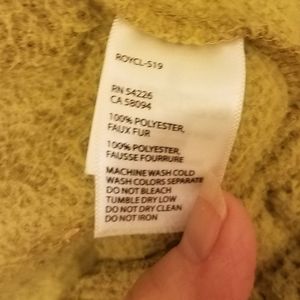 ROYCL-519
RN 54226
CA 58094
100% POLYESTER,
FAUX FUR
100% POLYESTER,
FAUSSE FOURRURE
MACHINE WASH COLD
WASH COLORS SEPARATE
DO NOT BLEACH
TUMBLE DRY LOW
DO NOT DRY CLEAN
DO NOT IRON